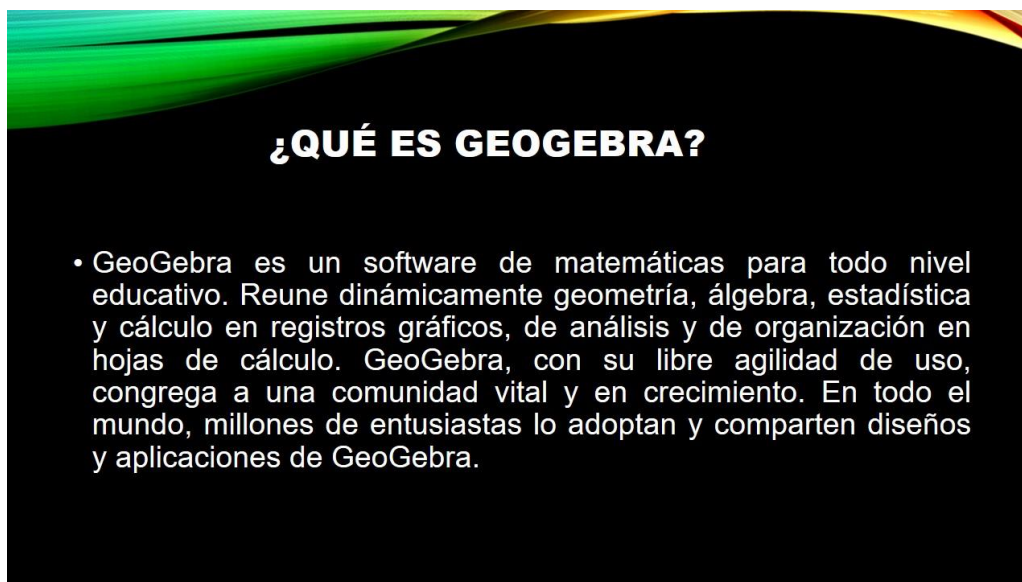 ¿QUÉ ES GEOGEBRA?
• GeoGebra es un software de matemáticas para todo nivel
educativo. Reune dinámicamente geometría, álgebra, estadística
y cálculo en registros gráficos, de análisis y de organización en
hojas de cálculo. GeoGebra, con su libre agilidad de uso,
congrega a una comunidad vital y en crecimiento. En todo el
mundo, millones de entusiastas lo adoptan y comparten diseños
y aplicaciones de GeoGebra.